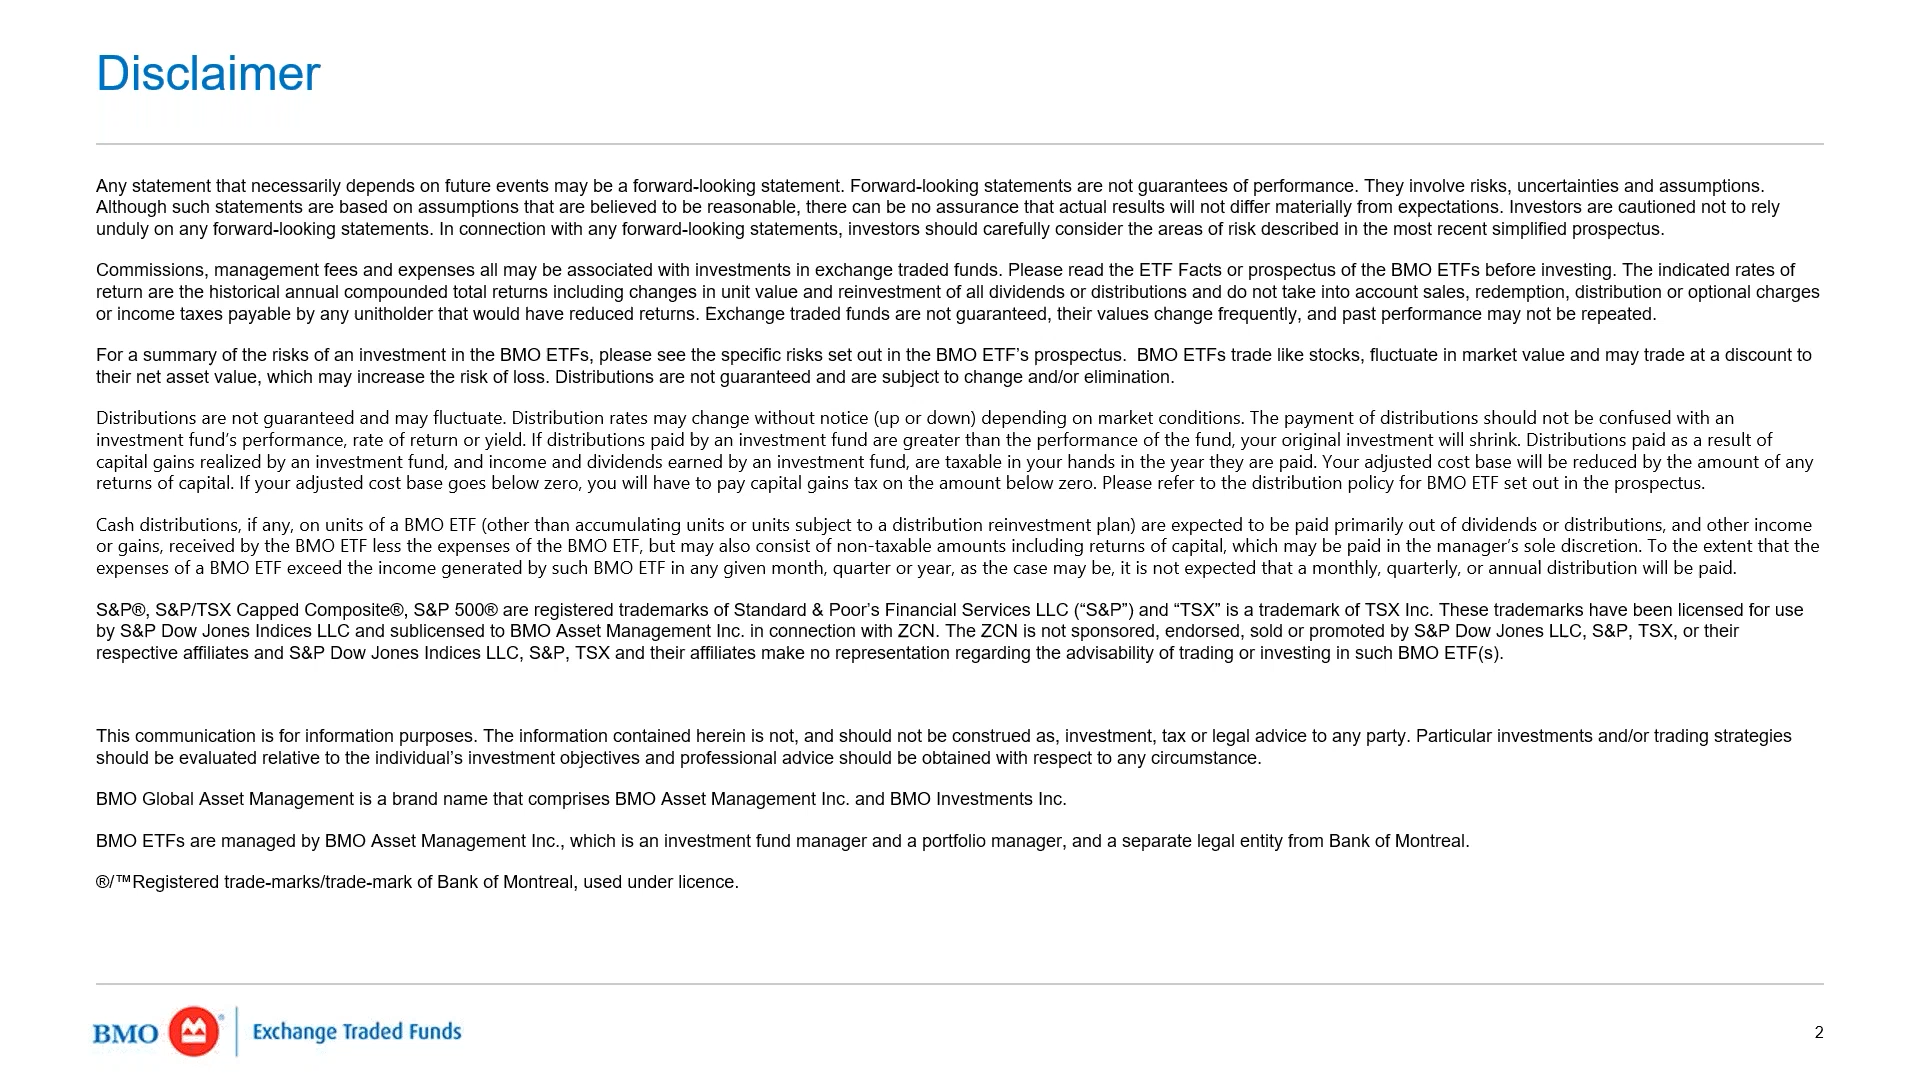 Disclaimer
Any statement that necessarily depends on future events may be a forward-looking statement. Forward-looking statements are not guarantees of performance. They involve risks, uncertainties and assumptions.
Although such statements are based on assumptions that are believed to be reasonable, there can be no assurance that actual results will not differ materially from expectations. Investors are cautioned not to rely
unduly on any forward-looking statements. In connection with any forward-looking statements, investors should carefully consider the areas of risk described in the most recent simplified prospectus.
Commissions, management fees and expenses all may be associated with investments in exchange traded funds. Please read the ETF Facts or prospectus of the BMO ETFs before investing. The indicated rates of
return are the historical annual compounded total returns including changes in unit value and reinvestment of all dividends or distributions and do not take into account sales, redemption, distribution or optional charges
or income taxes payable by any unitholder that would have reduced returns. Exchange traded funds are not guaranteed, their values change frequently, and past performance may not be repeated.
For a summary of the risks of an investment in the BMO ETFs, please see the specific risks set out in the BMO ETF’s prospectus.  BMO ETFs trade like stocks, fluctuate in market value and may trade at a discount to
their net asset value, which may increase the risk of loss. Distributions are not guaranteed and are subject to change and/or elimination.
Distributions are not guaranteed and may fluctuate. Distribution rates may change without notice (up or down) depending on market conditions. The payment of distributions should not be confused with an
investment fund’s performance, rate of return or yield. If distributions paid by an investment fund are greater than the performance of the fund, your original investment will shrink. Distributions paid as a result of
capital gains realized by an investment fund, and income and dividends earned by an investment fund, are taxable in your hands in the year they are paid. Your adjusted cost base will be reduced by the amount of any
returns of capital. If your adjusted cost base goes below zero, you will have to pay capital gains tax on the amount below zero. Please refer to the distribution policy for BMO ETF set out in the prospectus.
Cash distributions, if any, on units of a BMO ETF (other than accumulating units or units subject to a distribution reinvestment plan) are expected to be paid primarily out of dividends or distributions, and other income
or gains, received by the BMO ETF less the expenses of the BMO ETF, but may also consist of non-taxable amounts including returns of capital, which may be paid in the manager’s sole discretion. To the extent that the
expenses of a BMO ETF exceed the income generated by such BMO ETF in any given month, quarter or year, as the case may be, it is not expected that a monthly, quarterly, or annual distribution will be paid.
S&P®, S&P/TSX Capped Composite®, S&P 500® are registered trademarks of Standard & Poor’s Financial Services LLC (“S&P”) and “TSX” is a trademark of TSX Inc. These trademarks have been licensed for use
by S&P Dow Jones Indices LLC and sublicensed to BMO Asset Management Inc. in connection with ZCN. The ZCN is not sponsored, endorsed, sold or promoted by S&P Dow Jones LLC, S&P, TSX, or their
respective affiliates and S&P Dow Jones Indices LLC, S&P, TSX and their affiliates make no representation regarding the advisability of trading or investing in such BMO ETF(s).
This communication is for information purposes. The information contained herein is not, and should not be construed as, investment, tax or legal advice to any party. Particular investments and/or trading strategies
should be evaluated relative to the individual’s investment objectives and professional advice should be obtained with respect to any circumstance.
BMO Global Asset Management is a brand name that comprises BMO Asset Management Inc. and BMO Investments Inc.
BMO ETFs are managed by BMO Asset Management Inc., which is an investment fund manager and a portfolio manager, and a separate legal entity from Bank of Montreal.
®/™Registered trade-marks/trade-mark of Bank of Montreal, used under licence.
BMO ® Exchange Traded Funds
2